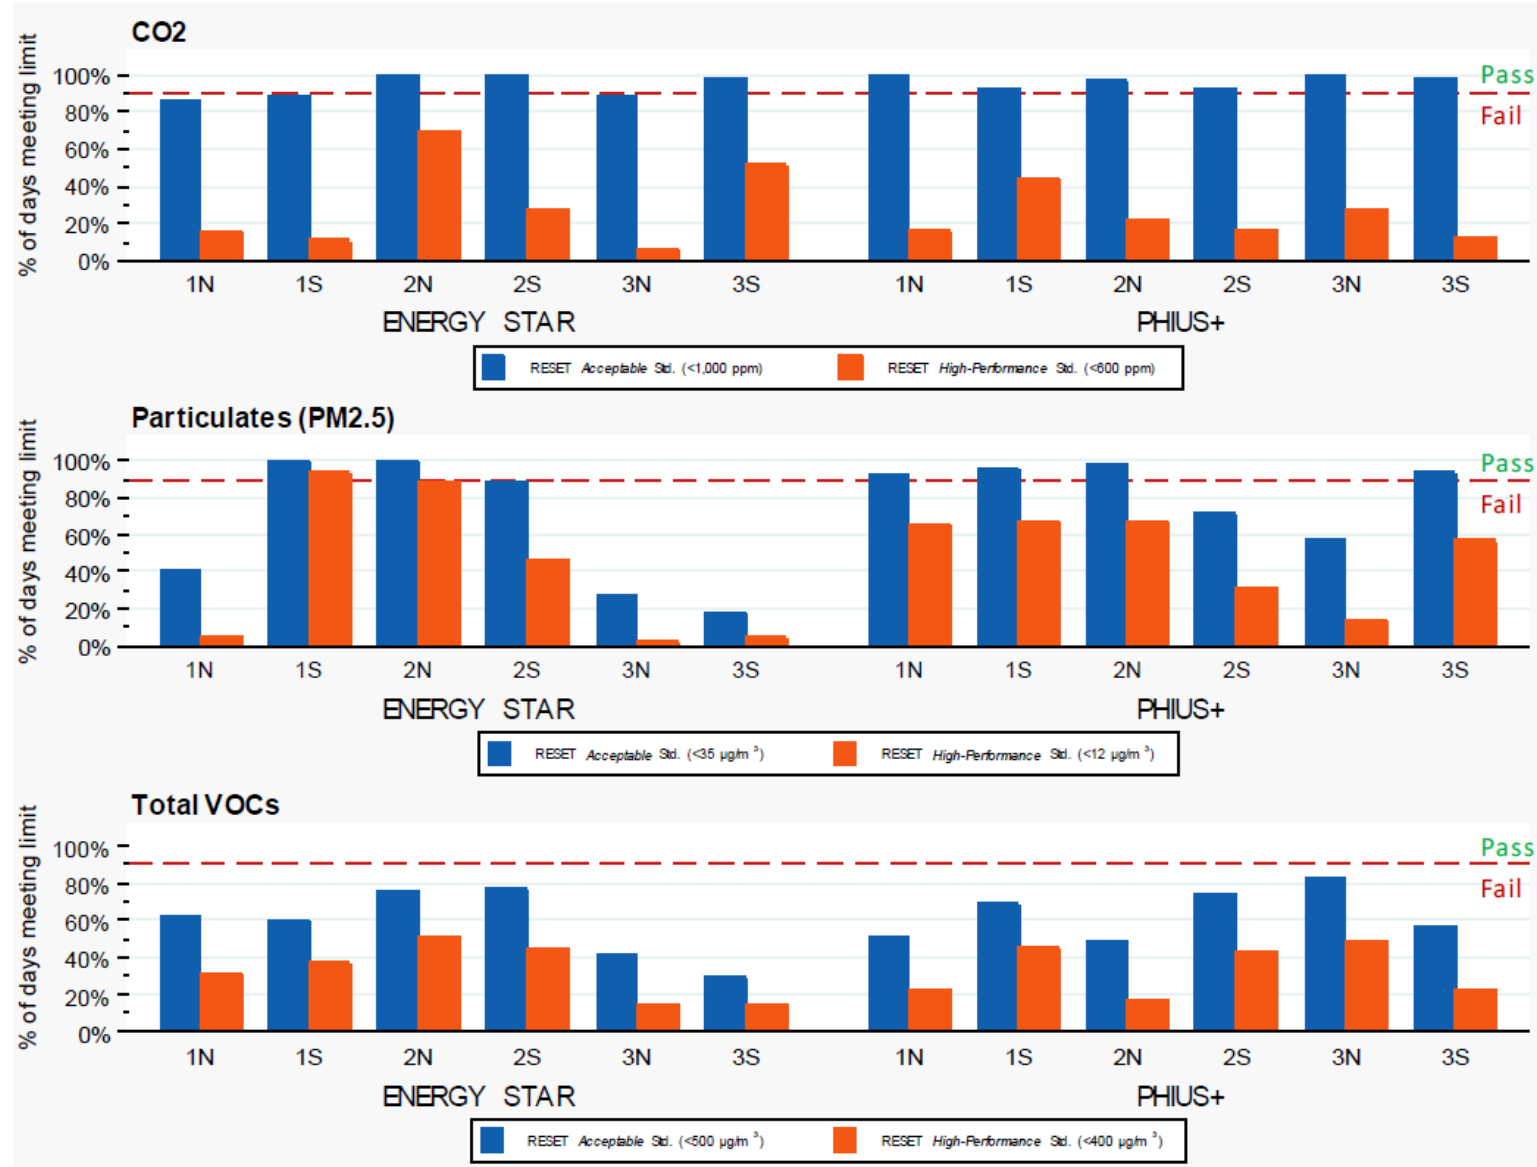 CO2
% of days meeting limit
100%
80%
60%
40%
20%
0%
Pass
Fail
1N 1S 2N 2S 3N 3S 1N 1S 2N 2S 3N 3S
ENERGY STAR PHIUS+
RESET Acceptable Std. (<1,000 ppm) RESET High-Performance Std. (<600 ppm)
Particulates (PM2.5)
% of days meeting limit
100%
80%
60%
40%
20%
0%
Pass
Fail
1N 1S 2N 2S 3N 3S 1N 1S 2N 2S 3N 3S
ENERGY STAR PHIUS+
RESET Acceptable Std. (<35 µg/m ³) RESET High-Performance Std. (<12 µg/m ³)
Total VOCs
% of days meeting limit
100%
80%
60%
40%
20%
0%
Pass
Fail
1N 1S 2N 2S 3N 3S 1N 1S 2N 2S 3N 3S
ENERGY STAR PHIUS+
RESET Acceptable Std. (<500 µg/m ³) RESET High-Performance Std. (<400 µg/m ³)